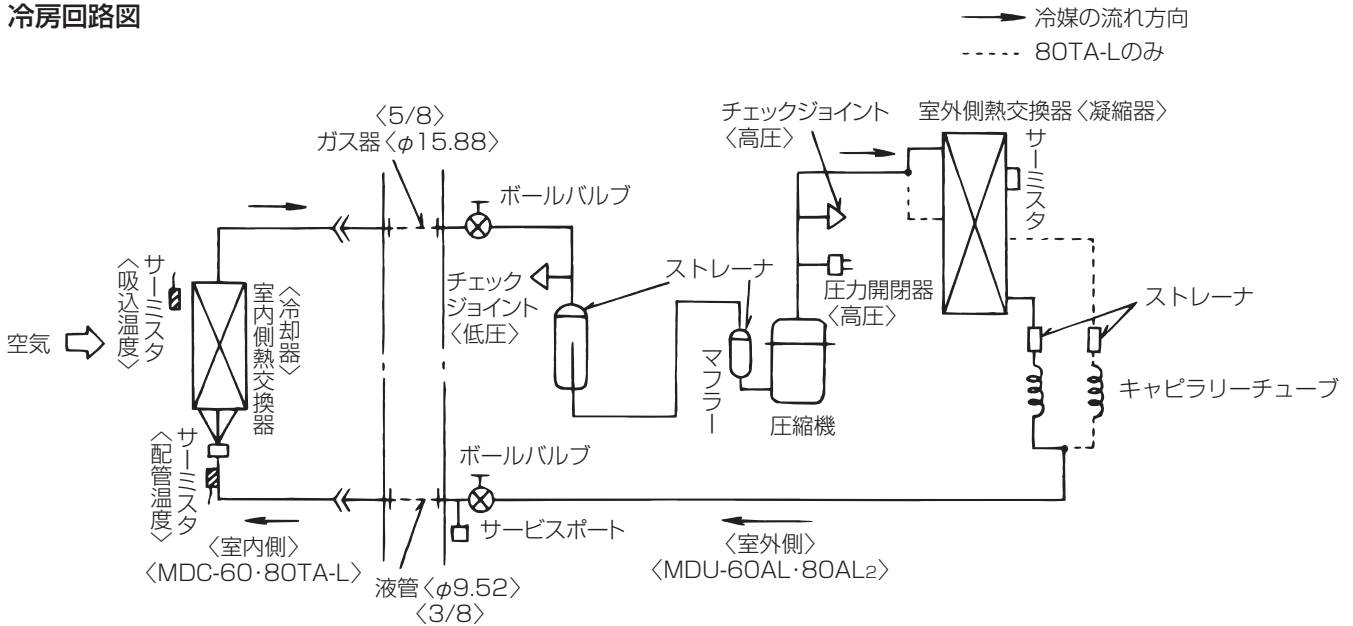 冷房回路図
冷媒の流れ方向
80TA-Lのみ
〈5/8〉
ガス器〈φ15.88〉
チェックジョイント
〈高圧〉
室外側熱交換器〈凝縮器〉
サーミスタ
ボールバルブ
サーミスタ
〈吸込温度〉
空気
室内側熱交換器
〈冷却器〉
チェック
ジョイント
〈低圧〉
ストレーナ
圧力開閉器
〈高圧〉
ストレーナ
マフラー
圧縮機
キャピラリーチューブ
サーミスタ
〈配管温度〉
ボールバルブ
サービスポート
〈室内側〉
〈MDC-60･80TA-L〉
液管〈φ9.52〉
〈3/8〉
〈室外側〉
〈MDU-60AL･80AL2〉